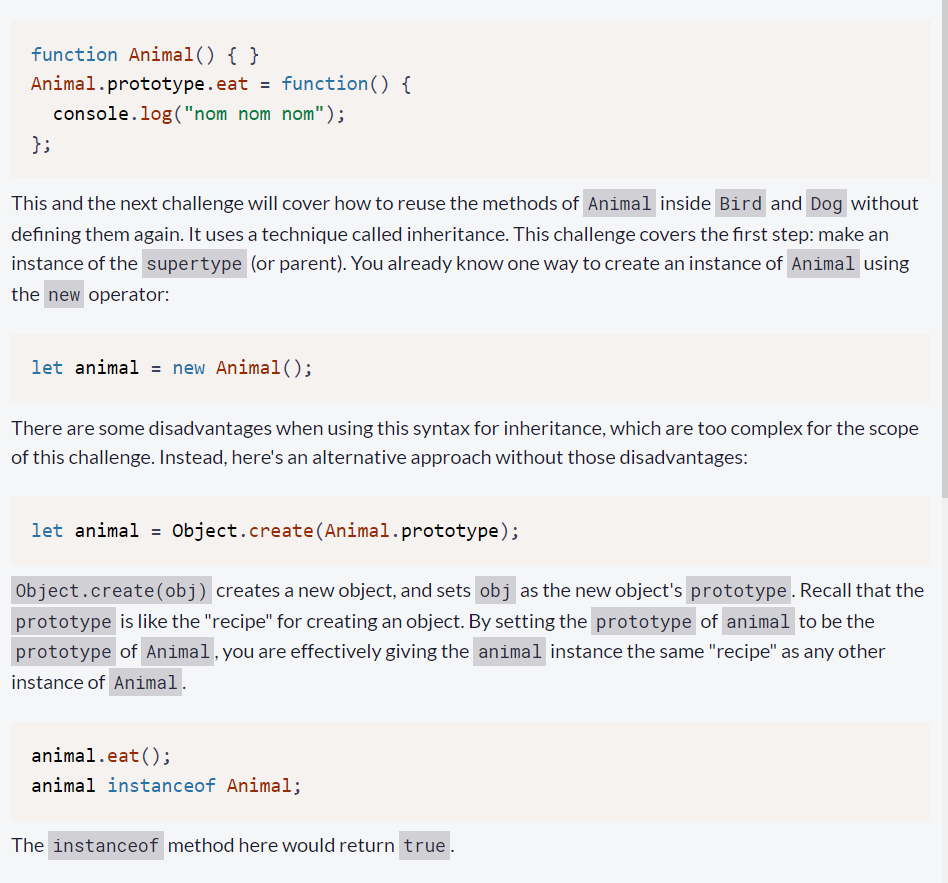 function Animal() { }
Animal.prototype.eat = function() {
  console.log("nom nom nom");
};
This and the next challenge will cover how to reuse the methods of Animal inside Bird and Dog without
defining them again. It uses a technique called inheritance. This challenge covers the first step: make an
instance of the supertype (or parent). You already know one way to create an instance of Animal using
the new operator:
let animal = new Animal();
There are some disadvantages when using this syntax for inheritance, which are too complex for the scope
of this challenge. Instead, here's an alternative approach without those disadvantages:
let animal = Object.create(Animal.prototype);
Object.create(obj) creates a new object, and sets obj as the new object's prototype. Recall that the
prototype is like the "recipe" for creating an object. By setting the prototype of animal to be the
prototype of Animal, you are effectively giving the animal instance the same "recipe" as any other
instance of Animal.
animal.eat();
animal instanceof Animal;
The instanceof method here would return true.